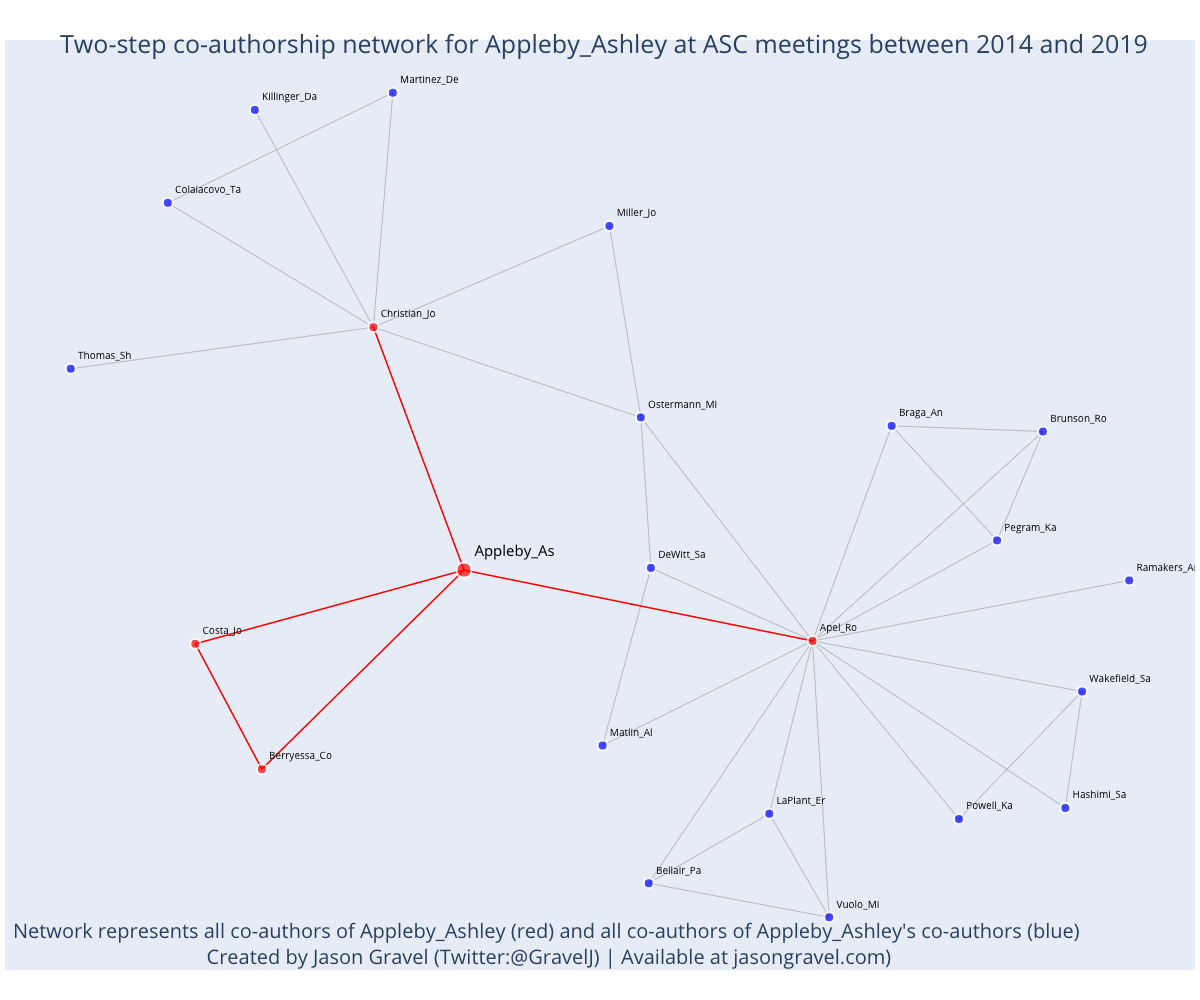 Two-step co-authorship network for Appleby_Ashley at ASC meetings between 2014 and 2019
Martinez_De
Killinger_Da
Colaiacovo_Ta
Miller_Jo
Christian_Jo
Thomas_Sh
Ostermann_Mi
Braga_An
Brunson_Ro
Pegram_Ka
Appleby_As
DeWitt_Sa
Ramakers_An
Costa_Jo
Apel_Ro
Wakefield_Sa
Matlin_Al
Berryessa_Co
LaPlant_Er
Hashimi_Sa
Powell_Ka
Bellair_Pa
Vuolo_Mi
Network represents all co-authors of Appleby_Ashley (red) and all co-authors of Appleby_Ashley's co-authors (blue)
Created by Jason Gravel (Twitter:@GravelJ) | Available at jasongravel.com)